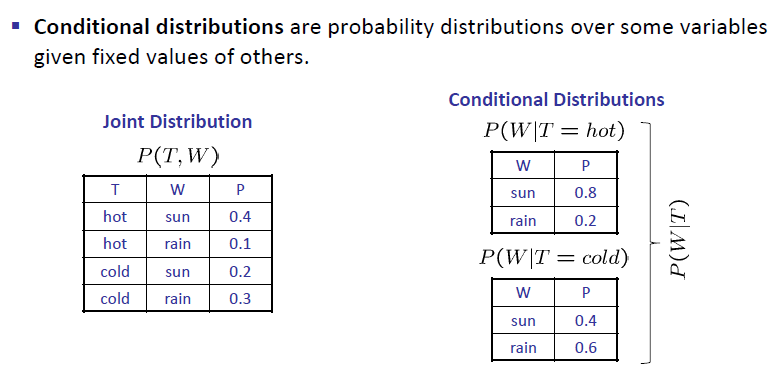 ▪ Conditional distributions are probability distributions over some variables
given fixed values of others.
Joint Distribution
P(T, W)
T W P
hot sun 0.4
hot rain 0.1
cold sun 0.2
cold rain 0.3
Conditional Distributions
P(W|T = hot)
W P
sun 0.8
rain 0.2
P(W|T = cold)
W P
sun 0.4
rain 0.6
P(W|T)